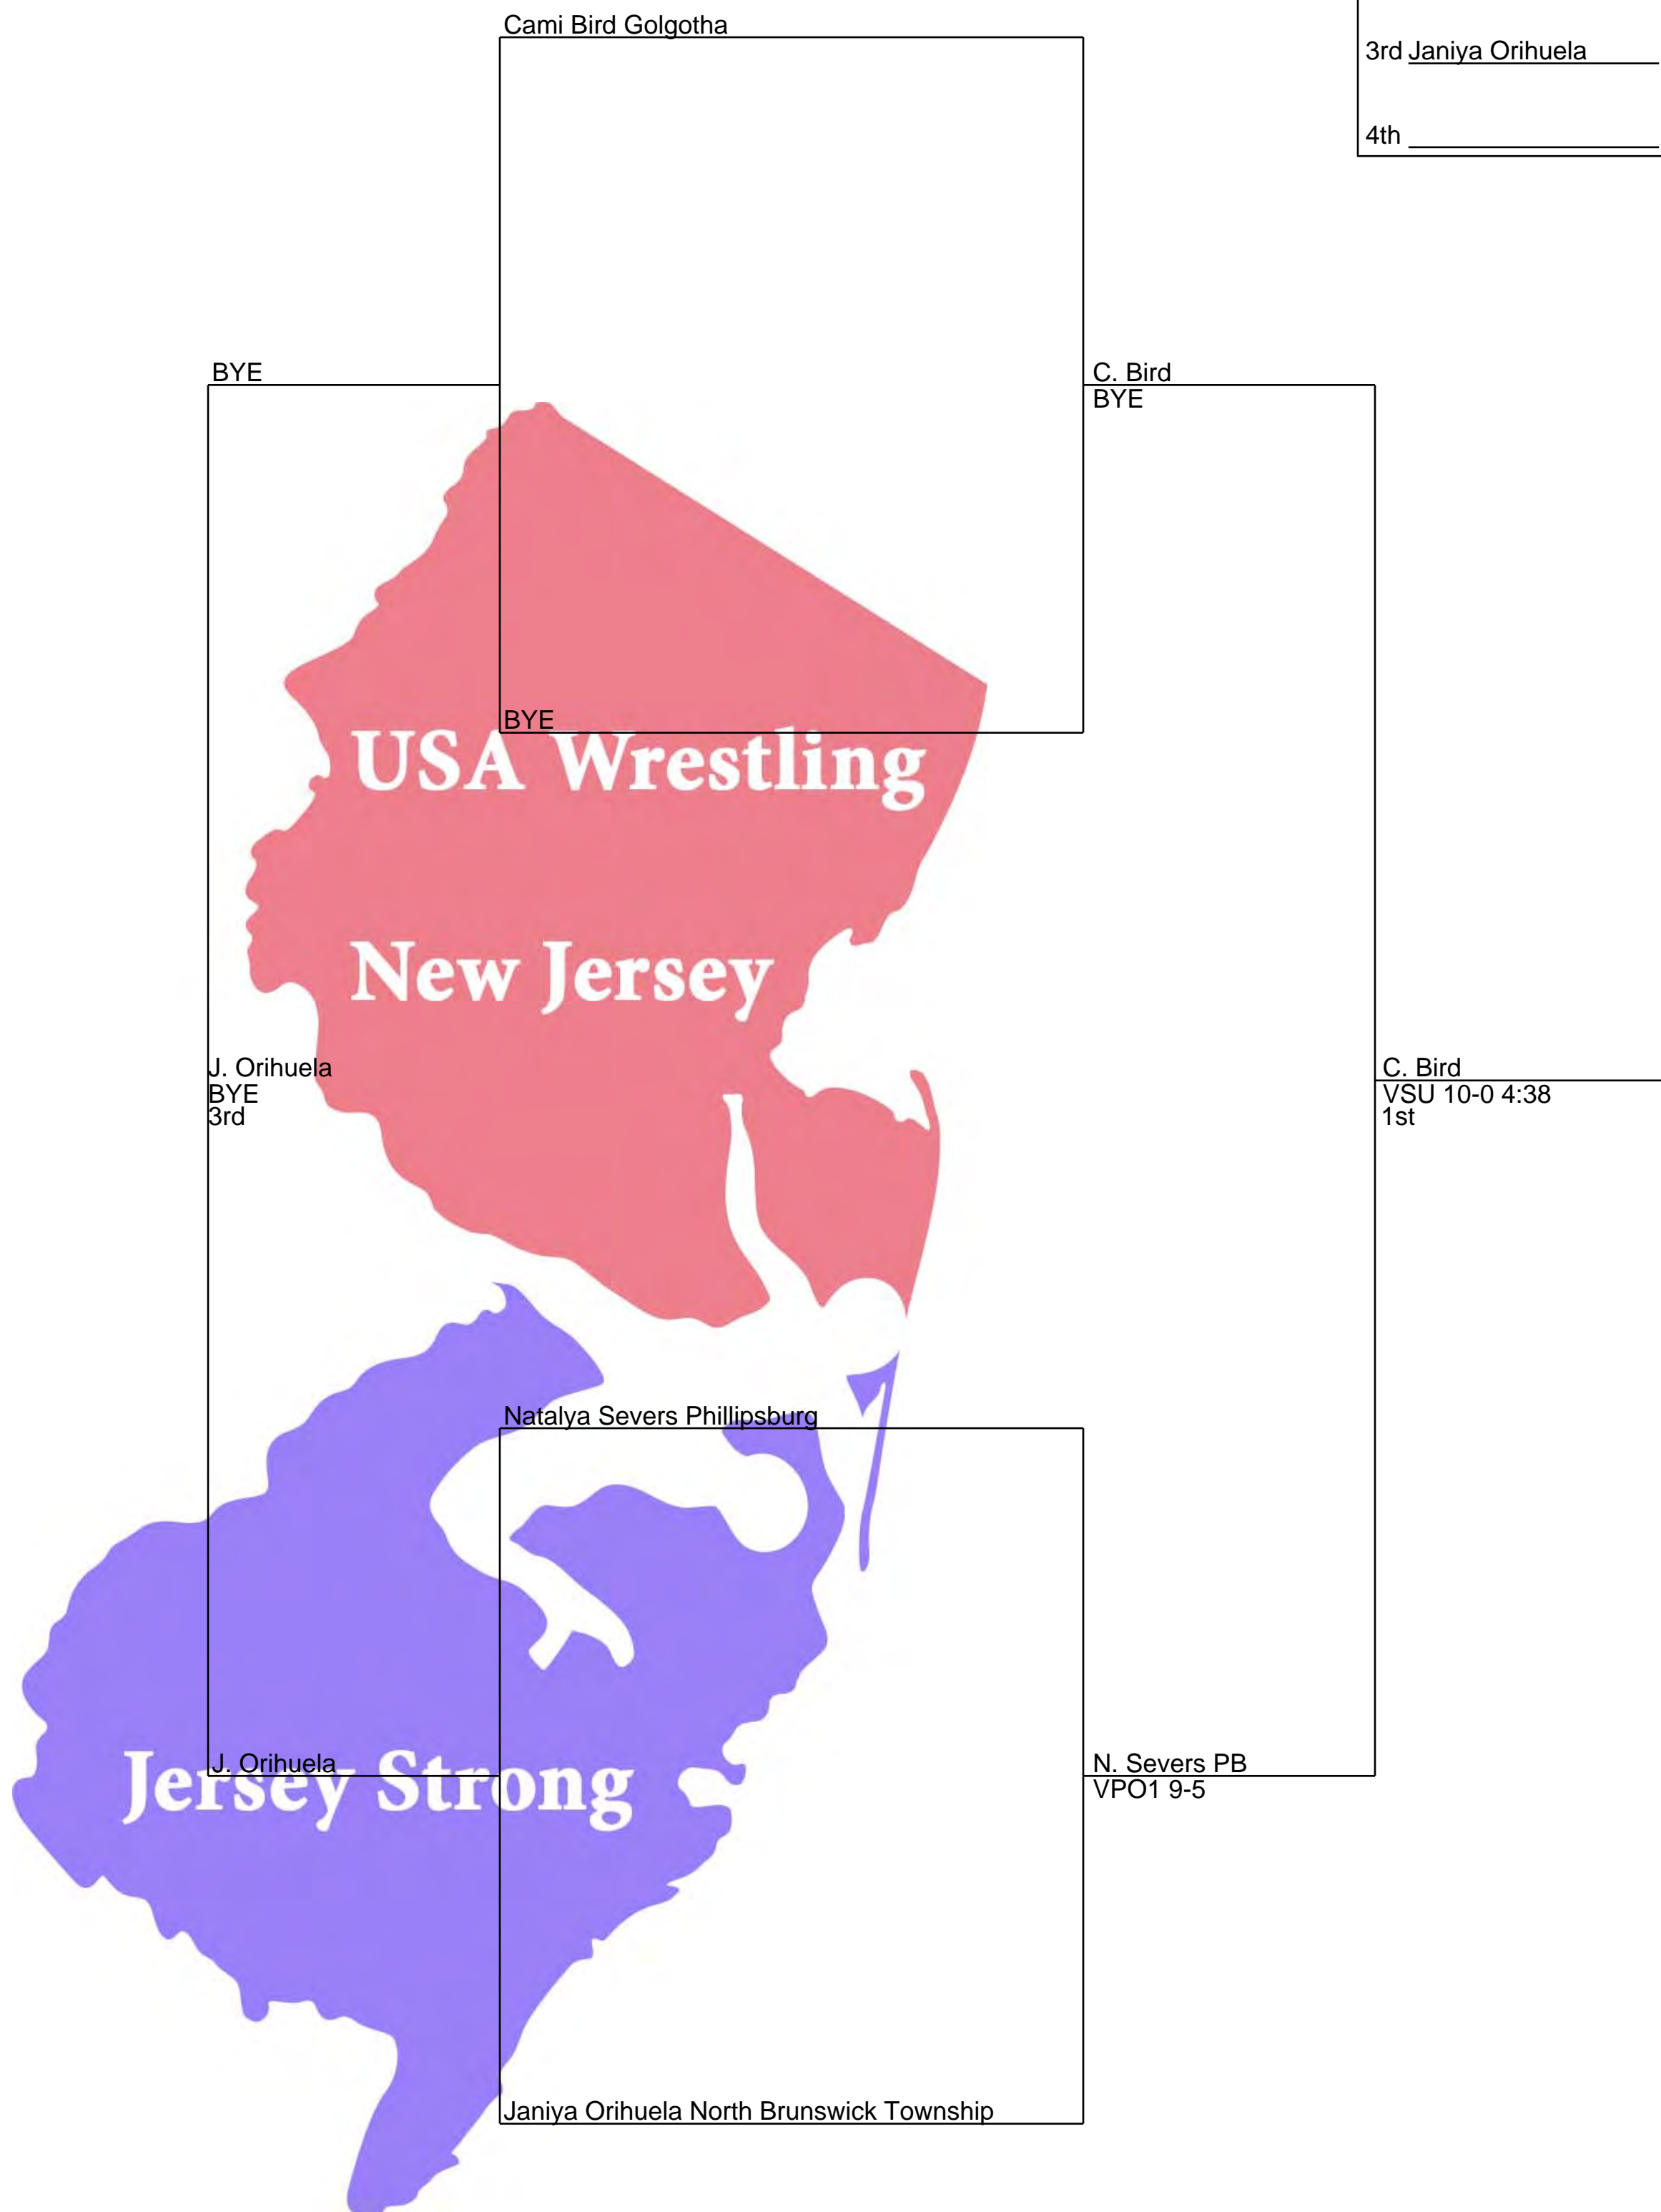 Cami Bird Golgotha
3rd Janiya Orihuela
4th
BYE
C. Bird
BYE
BYE
USA Wrestling
New Jersey
J. Orihuela
BYE
3rd
C. Bird
VSU 10-0 4:38
1st
Natalya Severs Phillipsburg
J. Orihuela
Jersey Strong
N. Severs PB
VPO1 9-5
Janiya Orihuela North Brunswick Township